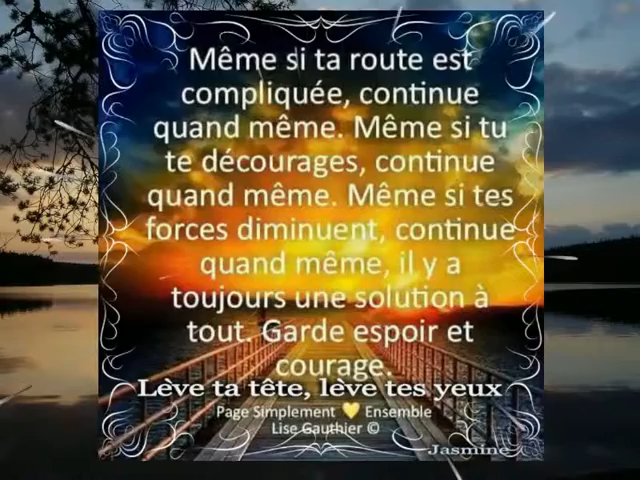 Même si ta route est
compliquée, continue
quand même. Même si tu
te décourages, continue
quand même. Même si tes
forces diminuent, continue
quand même, il y a
toujours une solution à
tout. Garde espoir et
courage.
Lève ta tête, lève tes yeux
Page Simplement 💛 Ensemble
Lise Gauthier ©
Jasmine